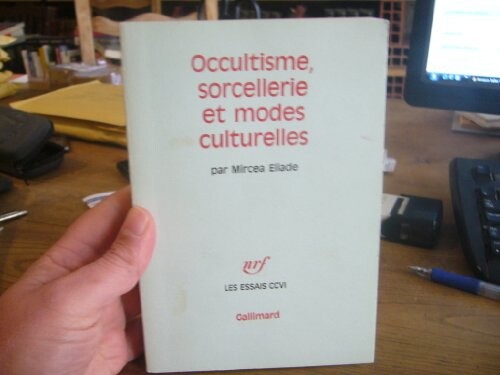 Occultisme,
sorcellerie
et modes
culturelles
par Mircea Eliade
nrf
LES ESSAIS CCVI
Gallimard